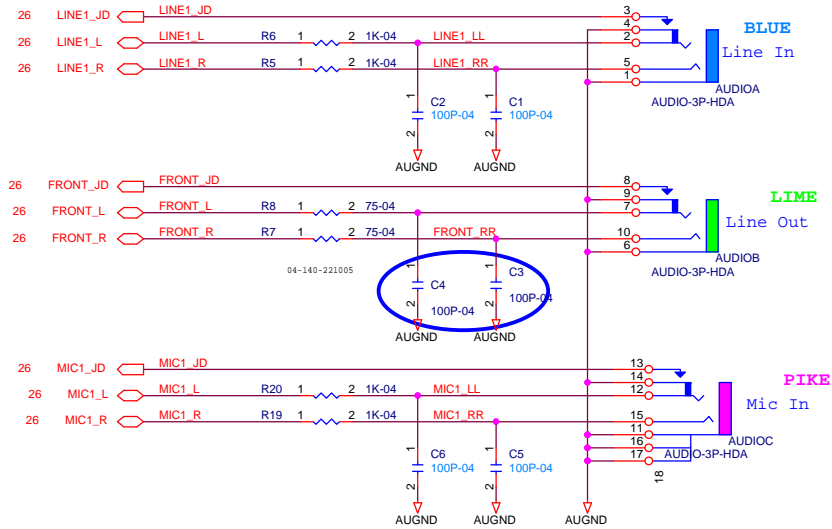 26 LINE1_JD LINE1_JD 3
4
BLUE
26 LINE1_L LINE1_L R6 1 2 1K-04 LINE1_LL 2
Line In
26 LINE1_R LINE1_R R5 1 2 1K-04 LINE1_RR 5
1
AUDIOA
AUDIO-3P-HDA
1 C2 1 C1
100P-04 100P-04
2 2
AUGND AUGND
26 FRONT_JD FRONT_JD 8
9
LIME
26 FRONT_L FRONT_L R8 1 2 75-04 7
Line Out
26 FRONT_R FRONT_R R7 1 2 75-04 FRONT_RR 10
6
AUDIOB
04-140-221005 1 1 C3 AUDIO-3P-HDA
C4
2 100P-04 2 100P-04
AUGND AUGND
26 MIC1_JD MIC1_JD 13
14
PIKE
26 MIC1_L MIC1_L R20 1 2 1K-04 MIC1_LL 12
Mic In
26 MIC1_R MIC1_R R19 1 2 1K-04 MIC1_RR 15
11
AUDIOC
16
AUDIO-3P-HDA
17
1 C6 1 C5 18
100P-04 100P-04
2 2
AUGND AUGND AUGND